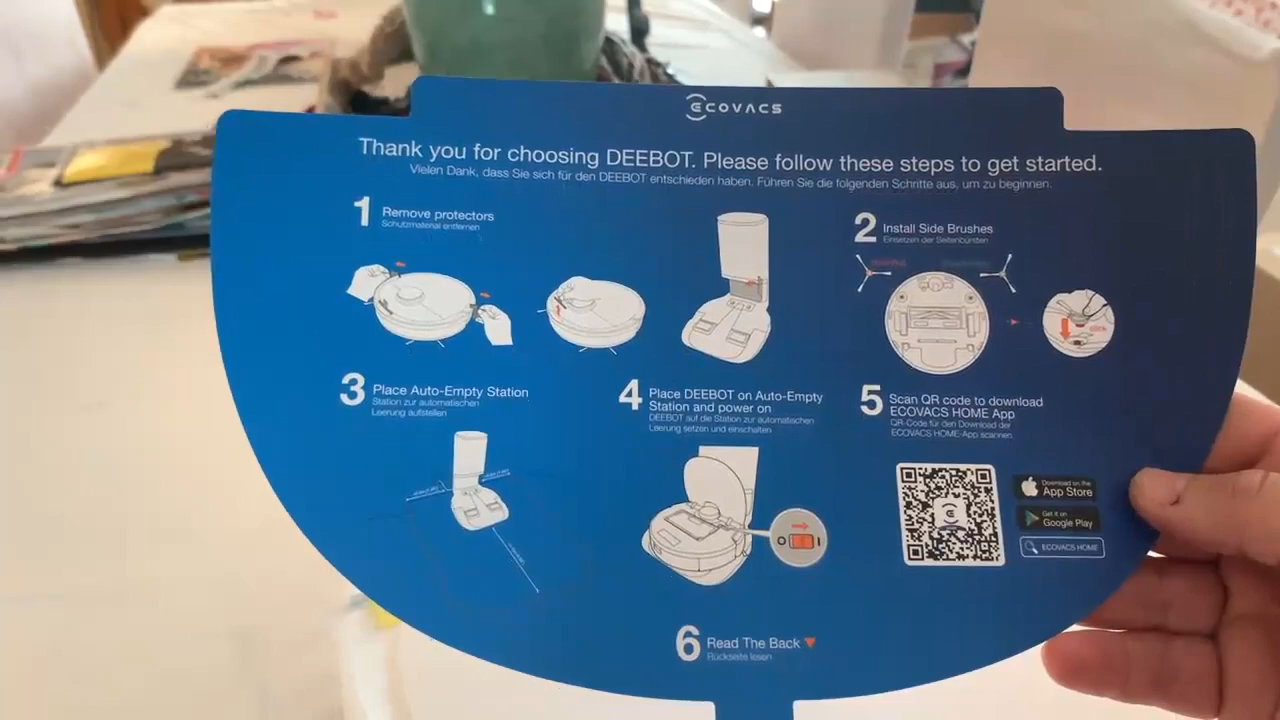 ECOVACS
Thank you for choosing DEEBOT. Please follow these steps to get started.
Vielen Dank, dass Sie sich für den DEEBOT entschieden haben. Führen Sie die folgenden Schritte aus, um zu beginnen.
1 Remove protectors
Schutzmaterial entfernen
2 Install Side Brushes
Einsetzen der Seitenbürsten
click
3 Place Auto-Empty Station
Station zur automatischen
Leerung aufstellen
4 Place DEEBOT on Auto-Empty
Station and power on
DEEBOT auf die Station zur automatischen
Leerung setzen und einschalten
5 Scan QR code to download
ECOVACS HOME App
QR-Code für den Download der
ECOVACS HOME-App scannen.
Download on the
App Store
Get it on
Google Play
ECOVACS HOME
6 Read The Back
Rückseite lesen